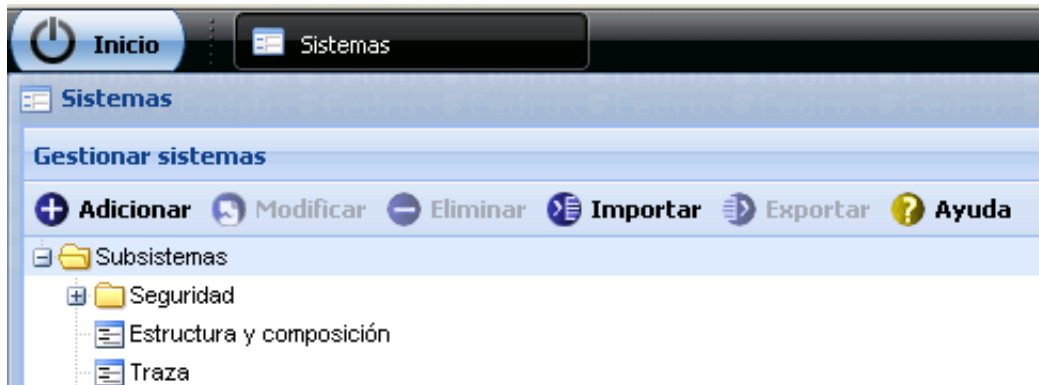 Inicio Sistemas
Sistemas
Gestionar sistemas
Adicionar Modificar Eliminar Importar Exportar Ayuda
Subsistemas
Seguridad
Estructura y composición
Traza